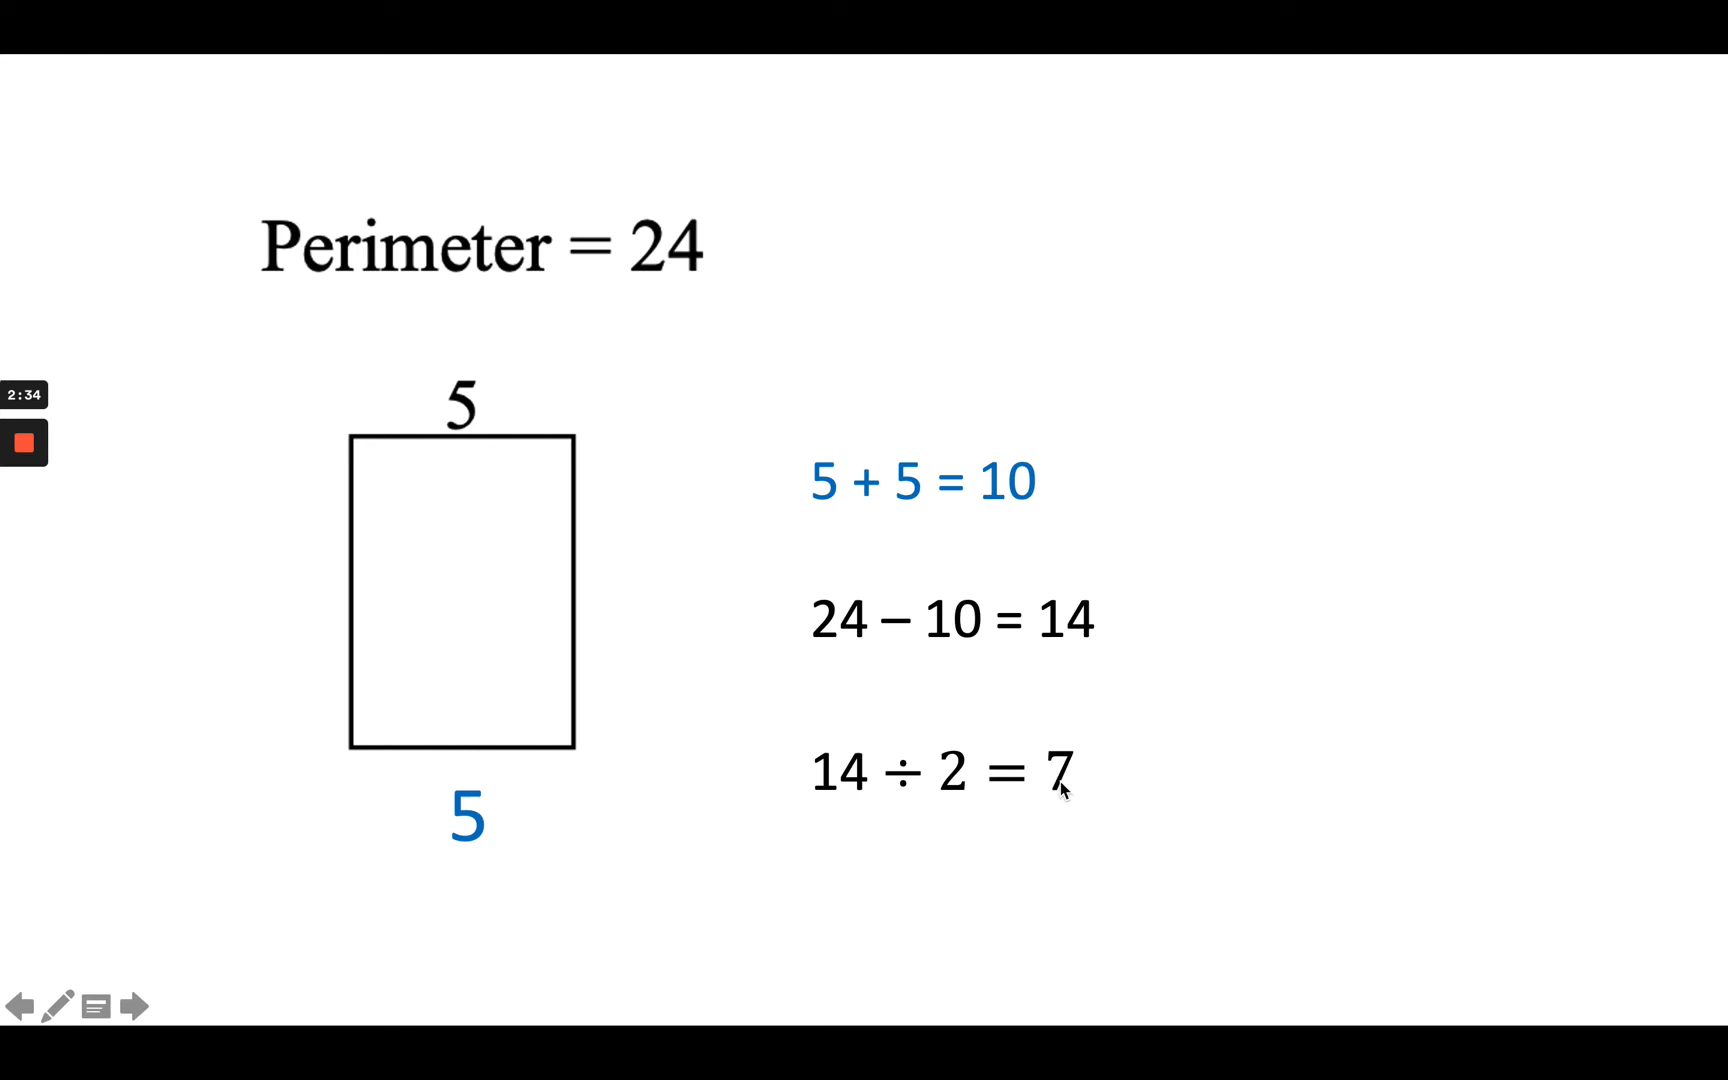 Perimeter = 24
2:34
5
5 + 5 = 10
24 – 10 = 14
14 ÷ 2 = 7
5